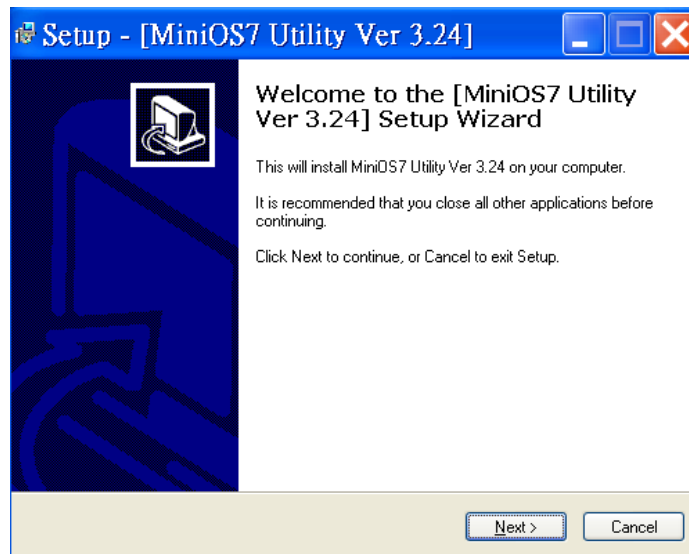 Setup - [MiniOS7 Utility Ver 3.24]
Welcome to the [MiniOS7 Utility
Ver 3.24] Setup Wizard
This will install MiniOS7 Utility Ver 3.24 on your computer.
It is recommended that you close all other applications before
continuing.
Click Next to continue, or Cancel to exit Setup.
Next >
Cancel